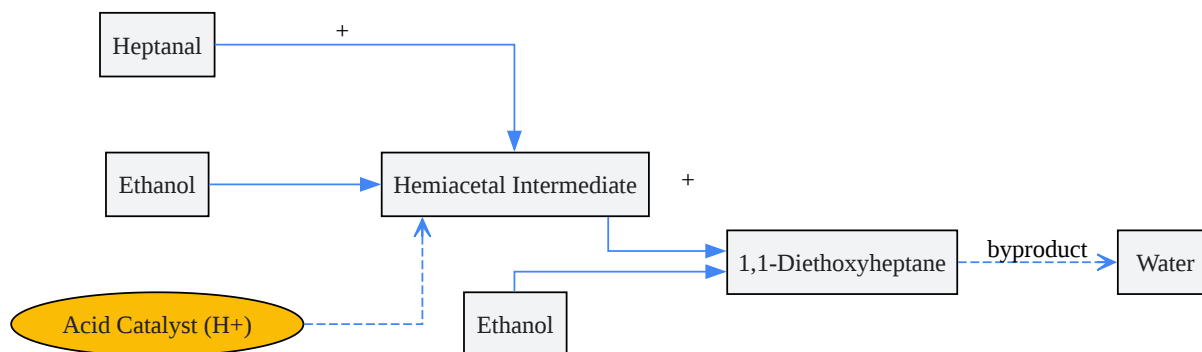 Heptanal
+
Ethanol
Hemiacetal Intermediate
+
1,1-Diethoxyheptane
byproduct
Water
Acid Catalyst (H+)
Ethanol